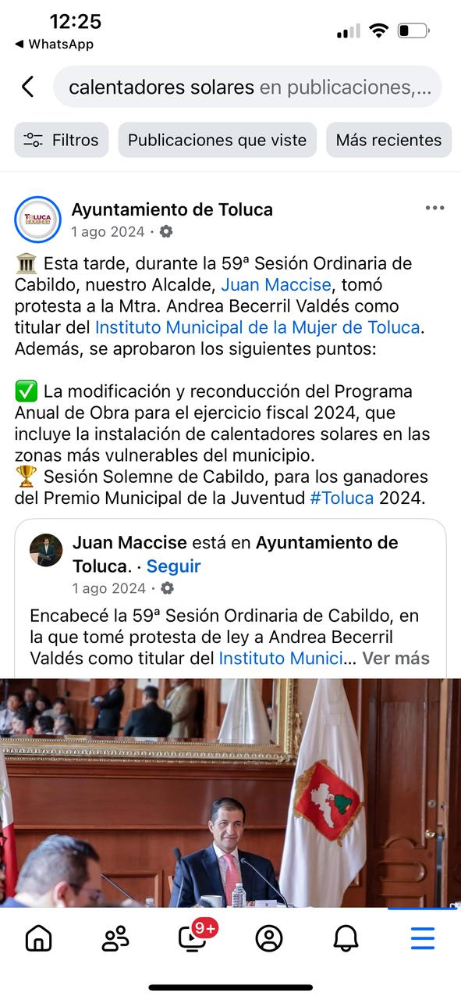 12:25
◀ WhatsApp
calentadores solares en publicaciones,...
Filtros
Publicaciones que viste
Más recientes
TOLUCA
Ayuntamiento de Toluca
1 ago 2024 ·
🏛️ Esta tarde, durante la 59ª Sesión Ordinaria de
Cabildo, nuestro Alcalde, Juan Maccise, tomó
protesta a la Mtra. Andrea Becerril Valdés como
titular del Instituto Municipal de la Mujer de Toluca.
Además, se aprobaron los siguientes puntos:
✅ La modificación y reconducción del Programa
Anual de Obra para el ejercicio fiscal 2024, que
incluye la instalación de calentadores solares en las
zonas más vulnerables del municipio.
🏆 Sesión Solemne de Cabildo, para los ganadores
del Premio Municipal de la Juventud #Toluca 2024.
Juan Maccise está en Ayuntamiento de
Toluca. · Seguir
1 ago 2024 ·
Encabecé la 59ª Sesión Ordinaria de Cabildo, en
la que tomé protesta de ley a Andrea Becerril
Valdés como titular del Instituto Munici... Ver más
9+